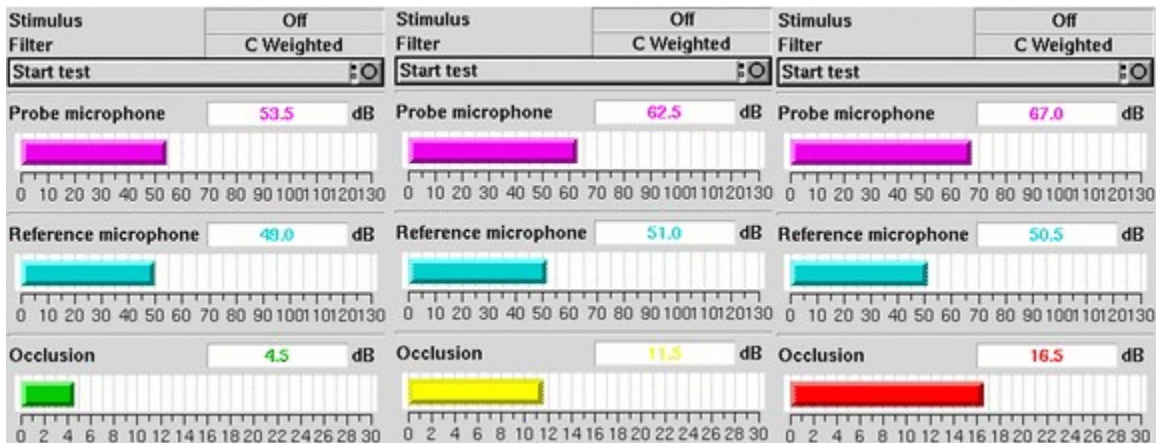 Stimulus Off
Filter C Weighted
Start test
Probe microphone 53.5 dB
0 10 20 30 40 50 60 70 80 90 100 110 120 130
Reference microphone 49.0 dB
0 10 20 30 40 50 60 70 80 90 100 110 120 130
Occlusion 4.5 dB
0 2 4 6 8 10 12 14 16 18 20 22 24 26 28 30
Stimulus Off
Filter C Weighted
Start test
Probe microphone 62.5 dB
0 10 20 30 40 50 60 70 80 90 100 110 120 130
Reference microphone 51.0 dB
0 10 20 30 40 50 60 70 80 90 100 110 120 130
Occlusion 11.5 dB
0 2 4 6 8 10 12 14 16 18 20 22 24 26 28 30
Stimulus Off
Filter C Weighted
Start test
Probe microphone 67.0 dB
0 10 20 30 40 50 60 70 80 90 100 110 120 130
Reference microphone 50.5 dB
0 10 20 30 40 50 60 70 80 90 100 110 120 130
Occlusion 16.5 dB
0 2 4 6 8 10 12 14 16 18 20 22 24 26 28 30